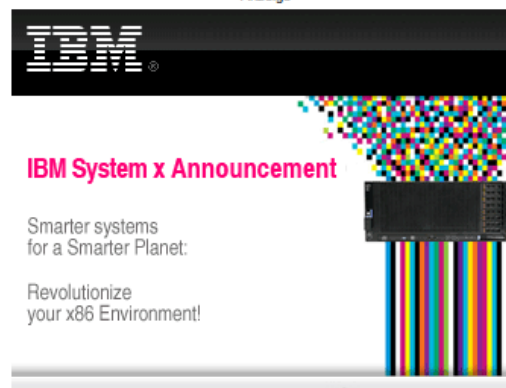 IBM®
IBM System x Announcement
Smarter systems
for a Smarter Planet:
Revolutionize
your x86 Environment!